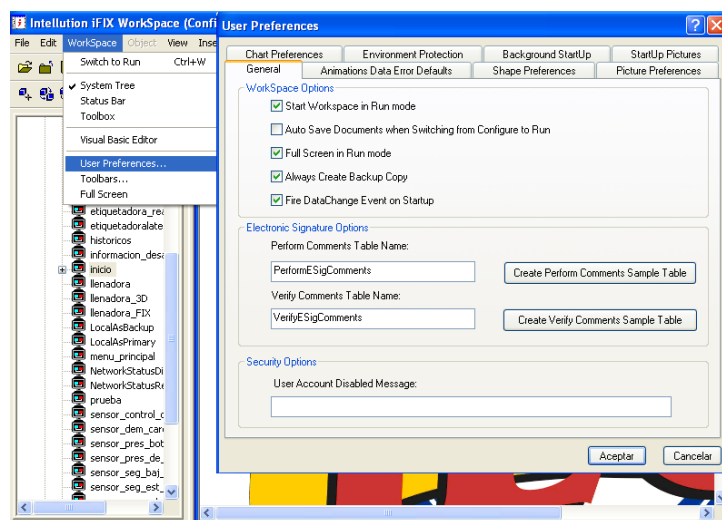 Intellution iFIX WorkSpace (Confi
File Edit WorkSpace Object View Inse
Switch to Run Ctrl+W
System Tree
Status Bar
Toolbox
Visual Basic Editor
User Preferences...
Toolbars...
Full Screen
etiquetadora_rea
etiquetadoralate
historicos
informacion_desa
inicio
llenadora
llenadora_3D
llenadora_FIX
LocalAsBackup
LocalAsPrimary
menu_principal
NetworkStatusDi
NetworkStatusRe
prueba
sensor_control_c
sensor_dem_can
sensor_pres_bot
sensor_pres_de_
sensor_seg_baj_
sensor_seg_est_
User Preferences
Chart Preferences Environment Protection Background StartUp StartUp Pictures
General Animations Data Error Defaults Shape Preferences Picture Preferences
WorkSpace Options
Start Workspace in Run mode
Auto Save Documents when Switching from Configure to Run
Full Screen in Run mode
Always Create Backup Copy
Fire DataChange Event on Startup
Electronic Signature Options
Perform Comments Table Name:
PerformESigComments Create Perform Comments Sample Table
Verify Comments Table Name:
VerifyESigComments Create Verify Comments Sample Table
Security Options
User Account Disabled Message:
Aceptar Cancelar